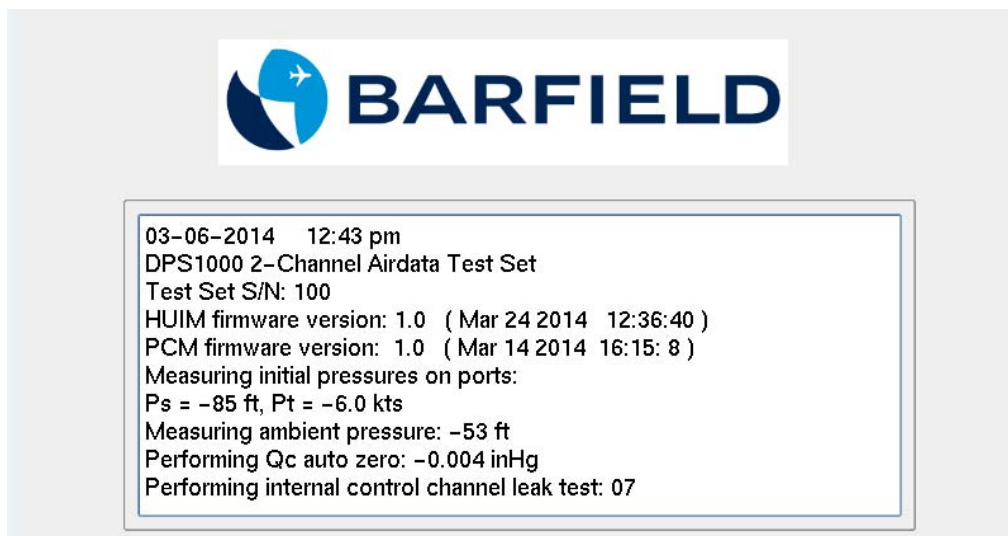 BARFIELD
03-06-2014 12:43 pm
DPS1000 2-Channel Airdata Test Set
Test Set S/N: 100
HUIM firmware version: 1.0 ( Mar 24 2014 12:36:40 )
PCM firmware version: 1.0 ( Mar 14 2014 16:15: 8 )
Measuring initial pressures on ports:
Ps = -85 ft, Pt = -6.0 kts
Measuring ambient pressure: -53 ft
Performing Qc auto zero: -0.004 inHg
Performing internal control channel leak test: 07